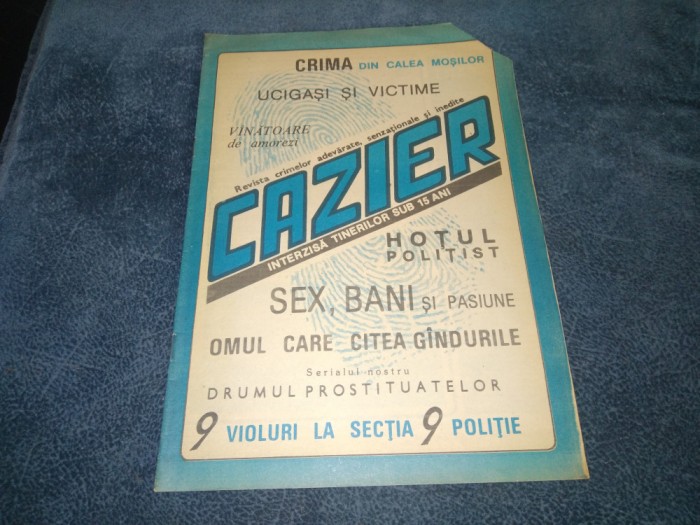 CRIMA DIN CALEA MOȘILOR
UCIGAȘI ȘI VICTIME
VÎNĂTOARE
de amorezi
Revista crimelor adevărate, senzaționale și inedite
CAZIER
INTERZISĂ TINERILOR SUB 15 ANI
HOȚUL
POLIȚIST
SEX, BANI ȘI PASIUNE
OMUL CARE CITEA GÎNDURILE
Serialul nostru
DRUMUL PROSTITUATELOR
9 VIOLURI LA SECȚIA 9 POLIȚIE